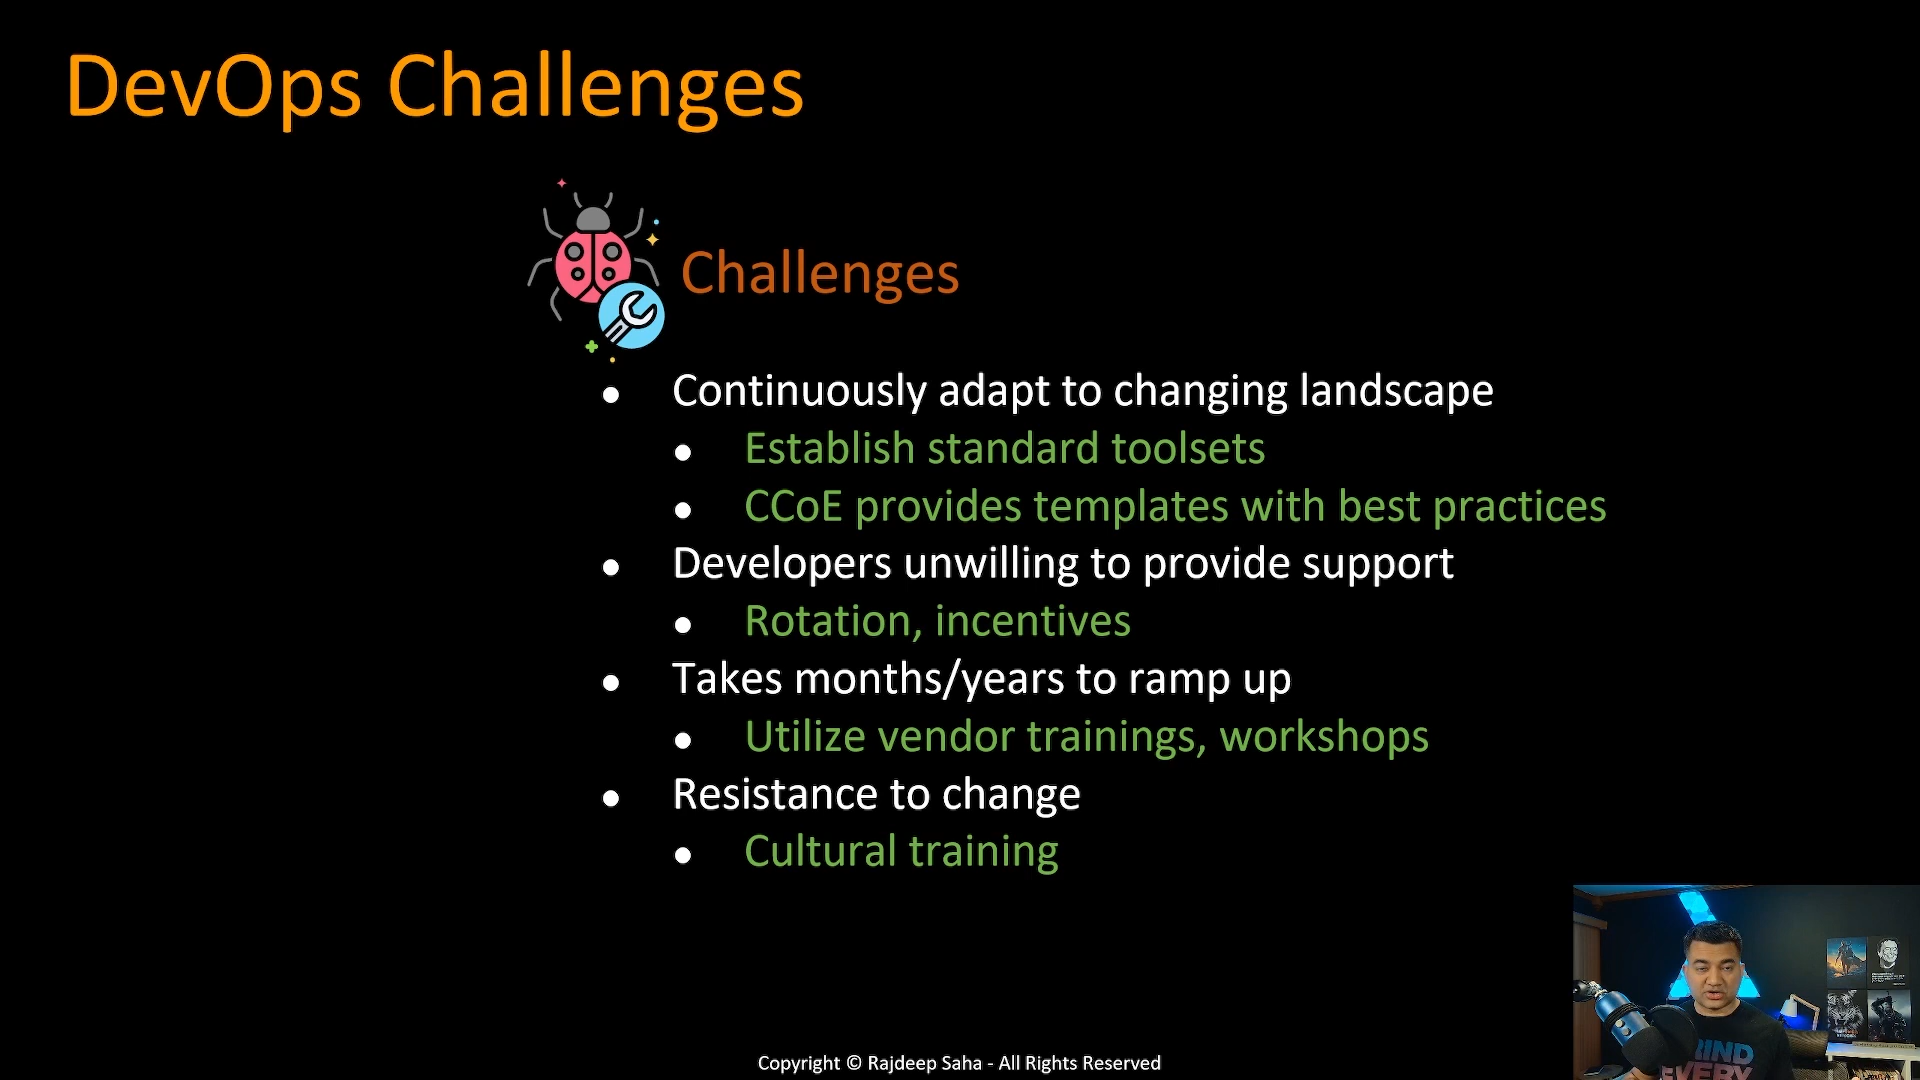 DevOps Challenges
Challenges
Continuously adapt to changing landscape
Establish standard toolsets
CCoE provides templates with best practices
Developers unwilling to provide support
Rotation, incentives
Takes months/years to ramp up
Utilize vendor trainings, workshops
Resistance to change
Cultural training
EVERY
Copyright © Rajdeep Saha - All Rights Reserved